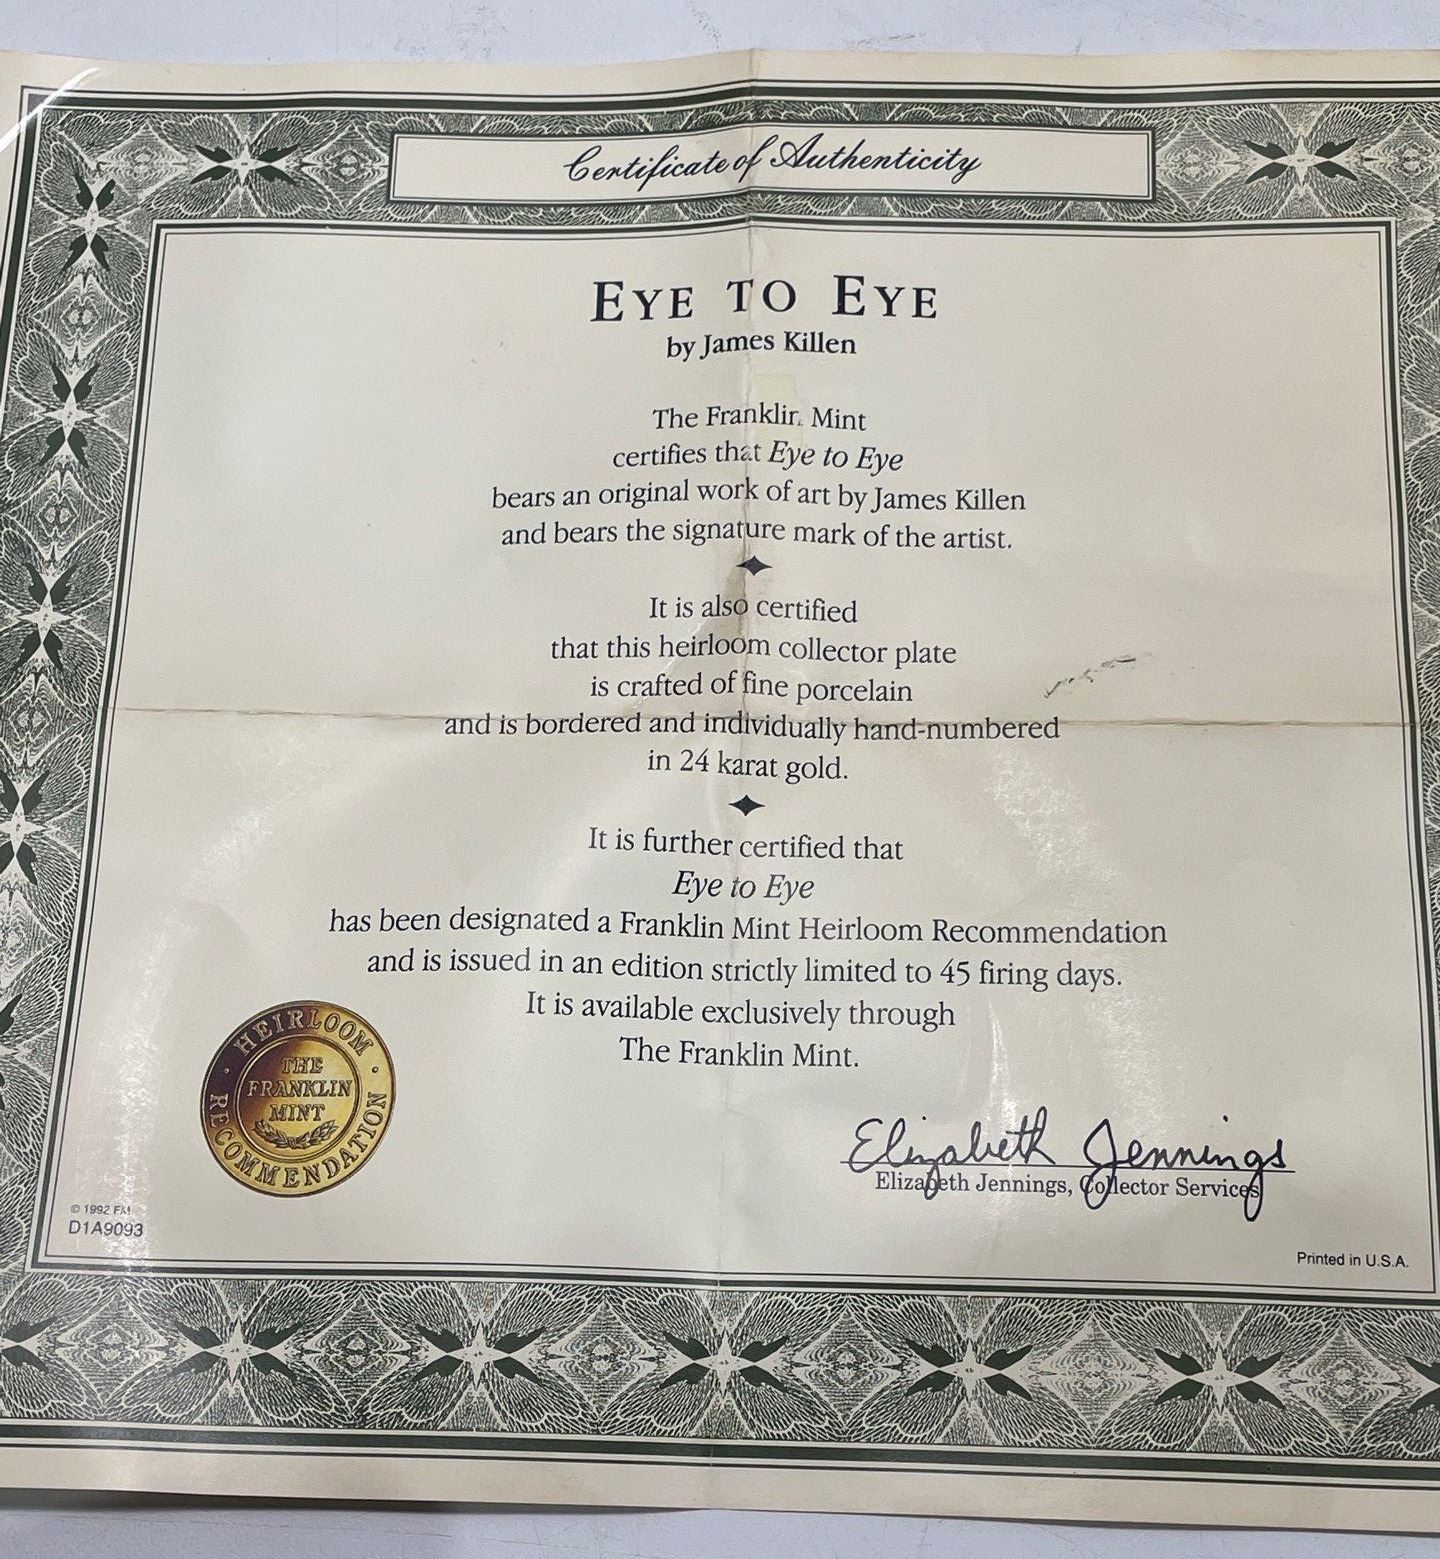 Certificate of Authenticity
EYE TO EYE
by James Killen
The Franklin Mint
certifies that Eye to Eye
bears an original work of art by James Killen
and bears the signature mark of the artist.
It is also certified
that this heirloom collector plate
is crafted of fine porcelain
and is bordered and individually hand-numbered
in 24 karat gold.
It is further certified that
Eye to Eye
has been designated a Franklin Mint Heirloom Recommendation
and is issued in an edition strictly limited to 45 firing days.
It is available exclusively through
The Franklin Mint.
HEIRLOOM
THE
FRANKLIN
MINT
RECOMMENDATION
Elizabeth Jennings
Elizabeth Jennings, Collector Services
© 1992 FM
D1A9093
Printed in U.S.A.